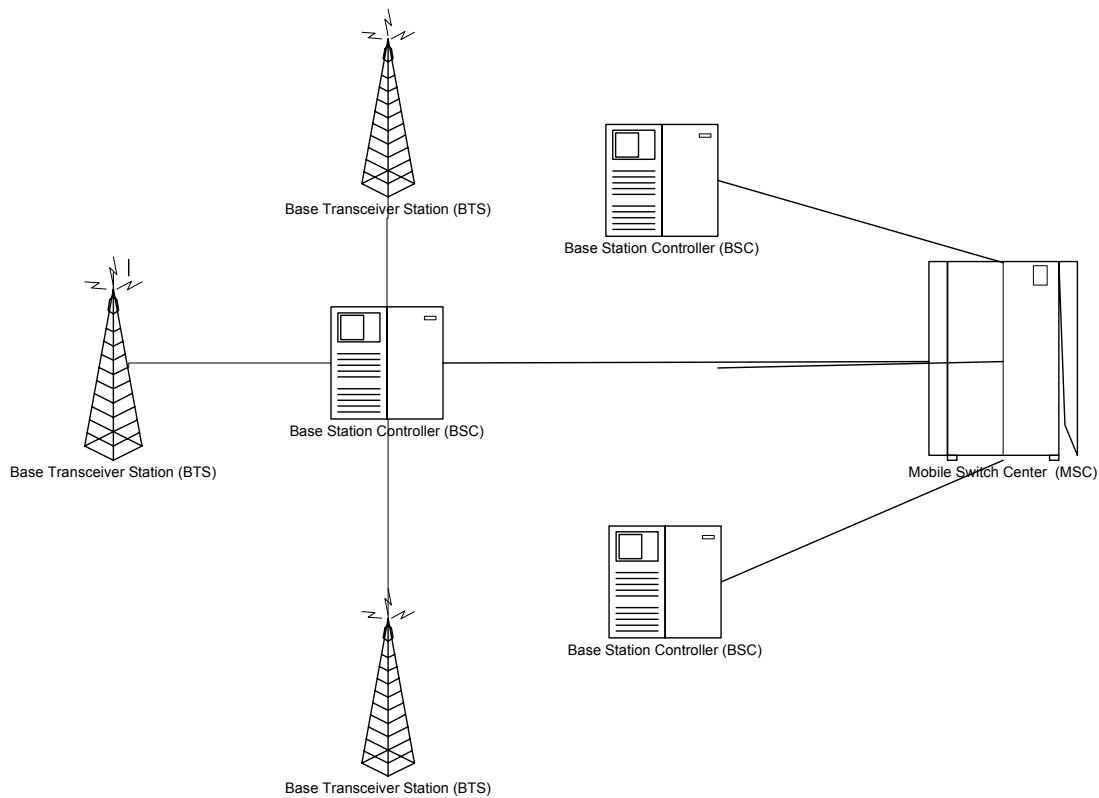 Base Transceiver Station (BTS)
Base Station Controller (BSC)
Base Station Controller (BSC)
Base Transceiver Station (BTS)
Mobile Switch Center  (MSC)
Base Station Controller (BSC)
Base Transceiver Station (BTS)